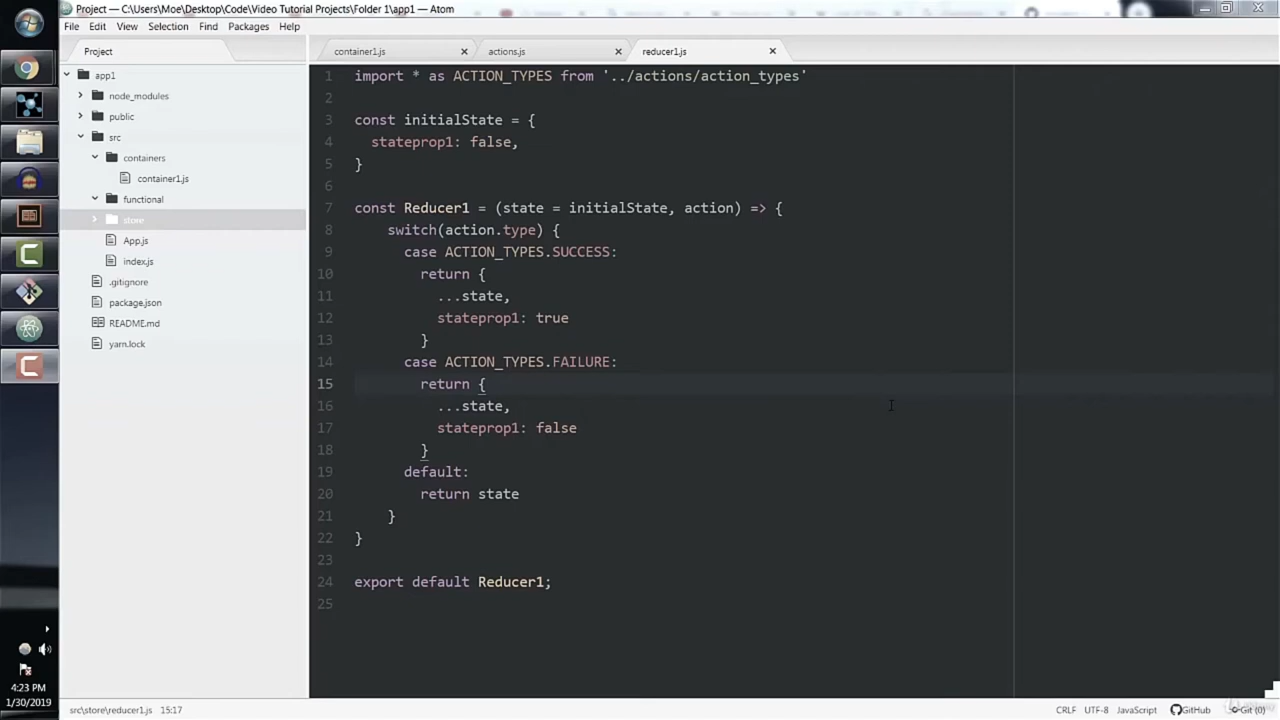 Project — C:\Users\Moe\Desktop\Code\Video Tutorial Projects\Folder 1\app1 — Atom
File Edit View Selection Find Packages Help
Project
container1.js
actions.js
reducer1.js
app1
node_modules
public
src
containers
container1.js
functional
store
App.js
index.js
.gitignore
package.json
README.md
yarn.lock
1 import * as ACTION_TYPES from '../actions/action_types'
2
3 const initialState = {
4 stateprop1: false,
5 }
6
7 const Reducer1 = (state = initialState, action) => {
8 switch(action.type) {
9 case ACTION_TYPES.SUCCESS:
10 return {
11 ...state,
12 stateprop1: true
13 }
14 case ACTION_TYPES.FAILURE:
15 return {
16 ...state,
17 stateprop1: false
18 }
19 default:
20 return state
21 }
22 }
23
24 export default Reducer1;
25
4:23 PM
1/30/2019
src\store\reducer1.js 15:17
CRLF UTF-8 JavaScript GitHub Git (0)